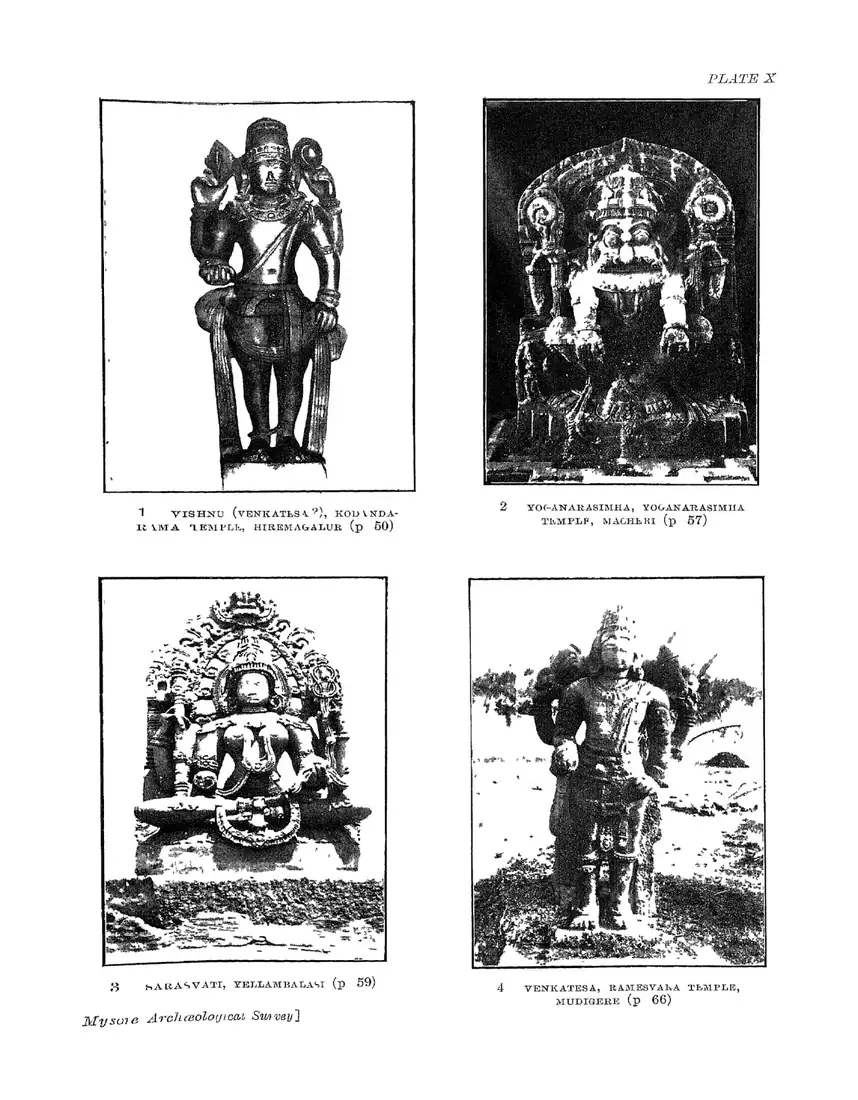 PLATE X
1 VISHNU (VENKATESA ?), KODANDA-
RAMA TEMPLE, HIREMAGALUR (p 50)
2 YOGANARASIMHA, YOGANARASIMHA
TEMPLE, MACHERI (p 57)
3 SARASVATI, YELLAMBALASI (p 59)
4 VENKATESA, RAMESVARA TEMPLE,
MUDIGERE (p 66)
Mysore Archæological Survey]